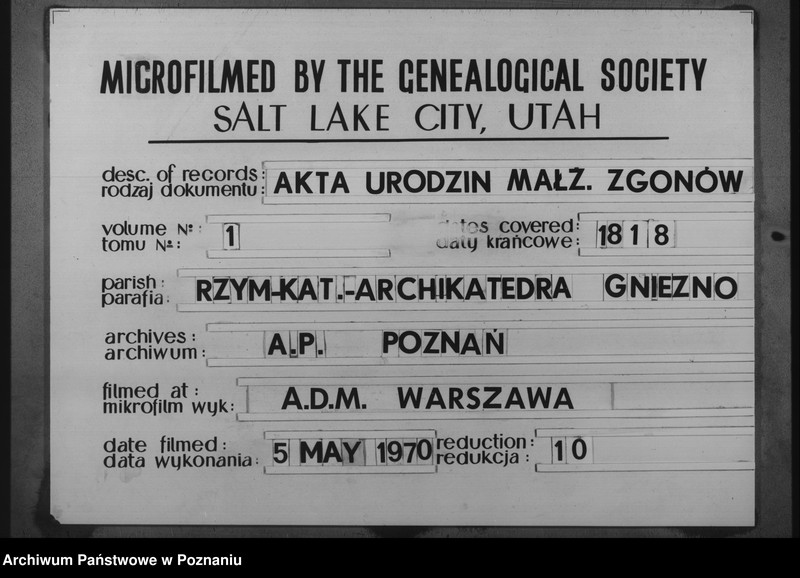 MICROFILMED BY THE GENEALOGICAL SOCIETY
SALT LAKE CITY, UTAH
desc. of records:
rodzaj dokumentu:
AKTA URODZIN MAŁŻ. ZGONÓW
volume Nº:
tomu Nº:
1
covered:
daty krańcowe:
1818
parish:
parafia:
RZYM-KAT.-ARCHIKATEDRA GNIEZNO
archives:
archiwum:
A.P. POZNAŃ
filmed at:
mikrofilm wyk:
A.D.M. WARSZAWA
date filmed:
data wykonania:
5 MAY 1970
reduction:
redukcja:
10
Archiwum Państwowe w Poznaniu